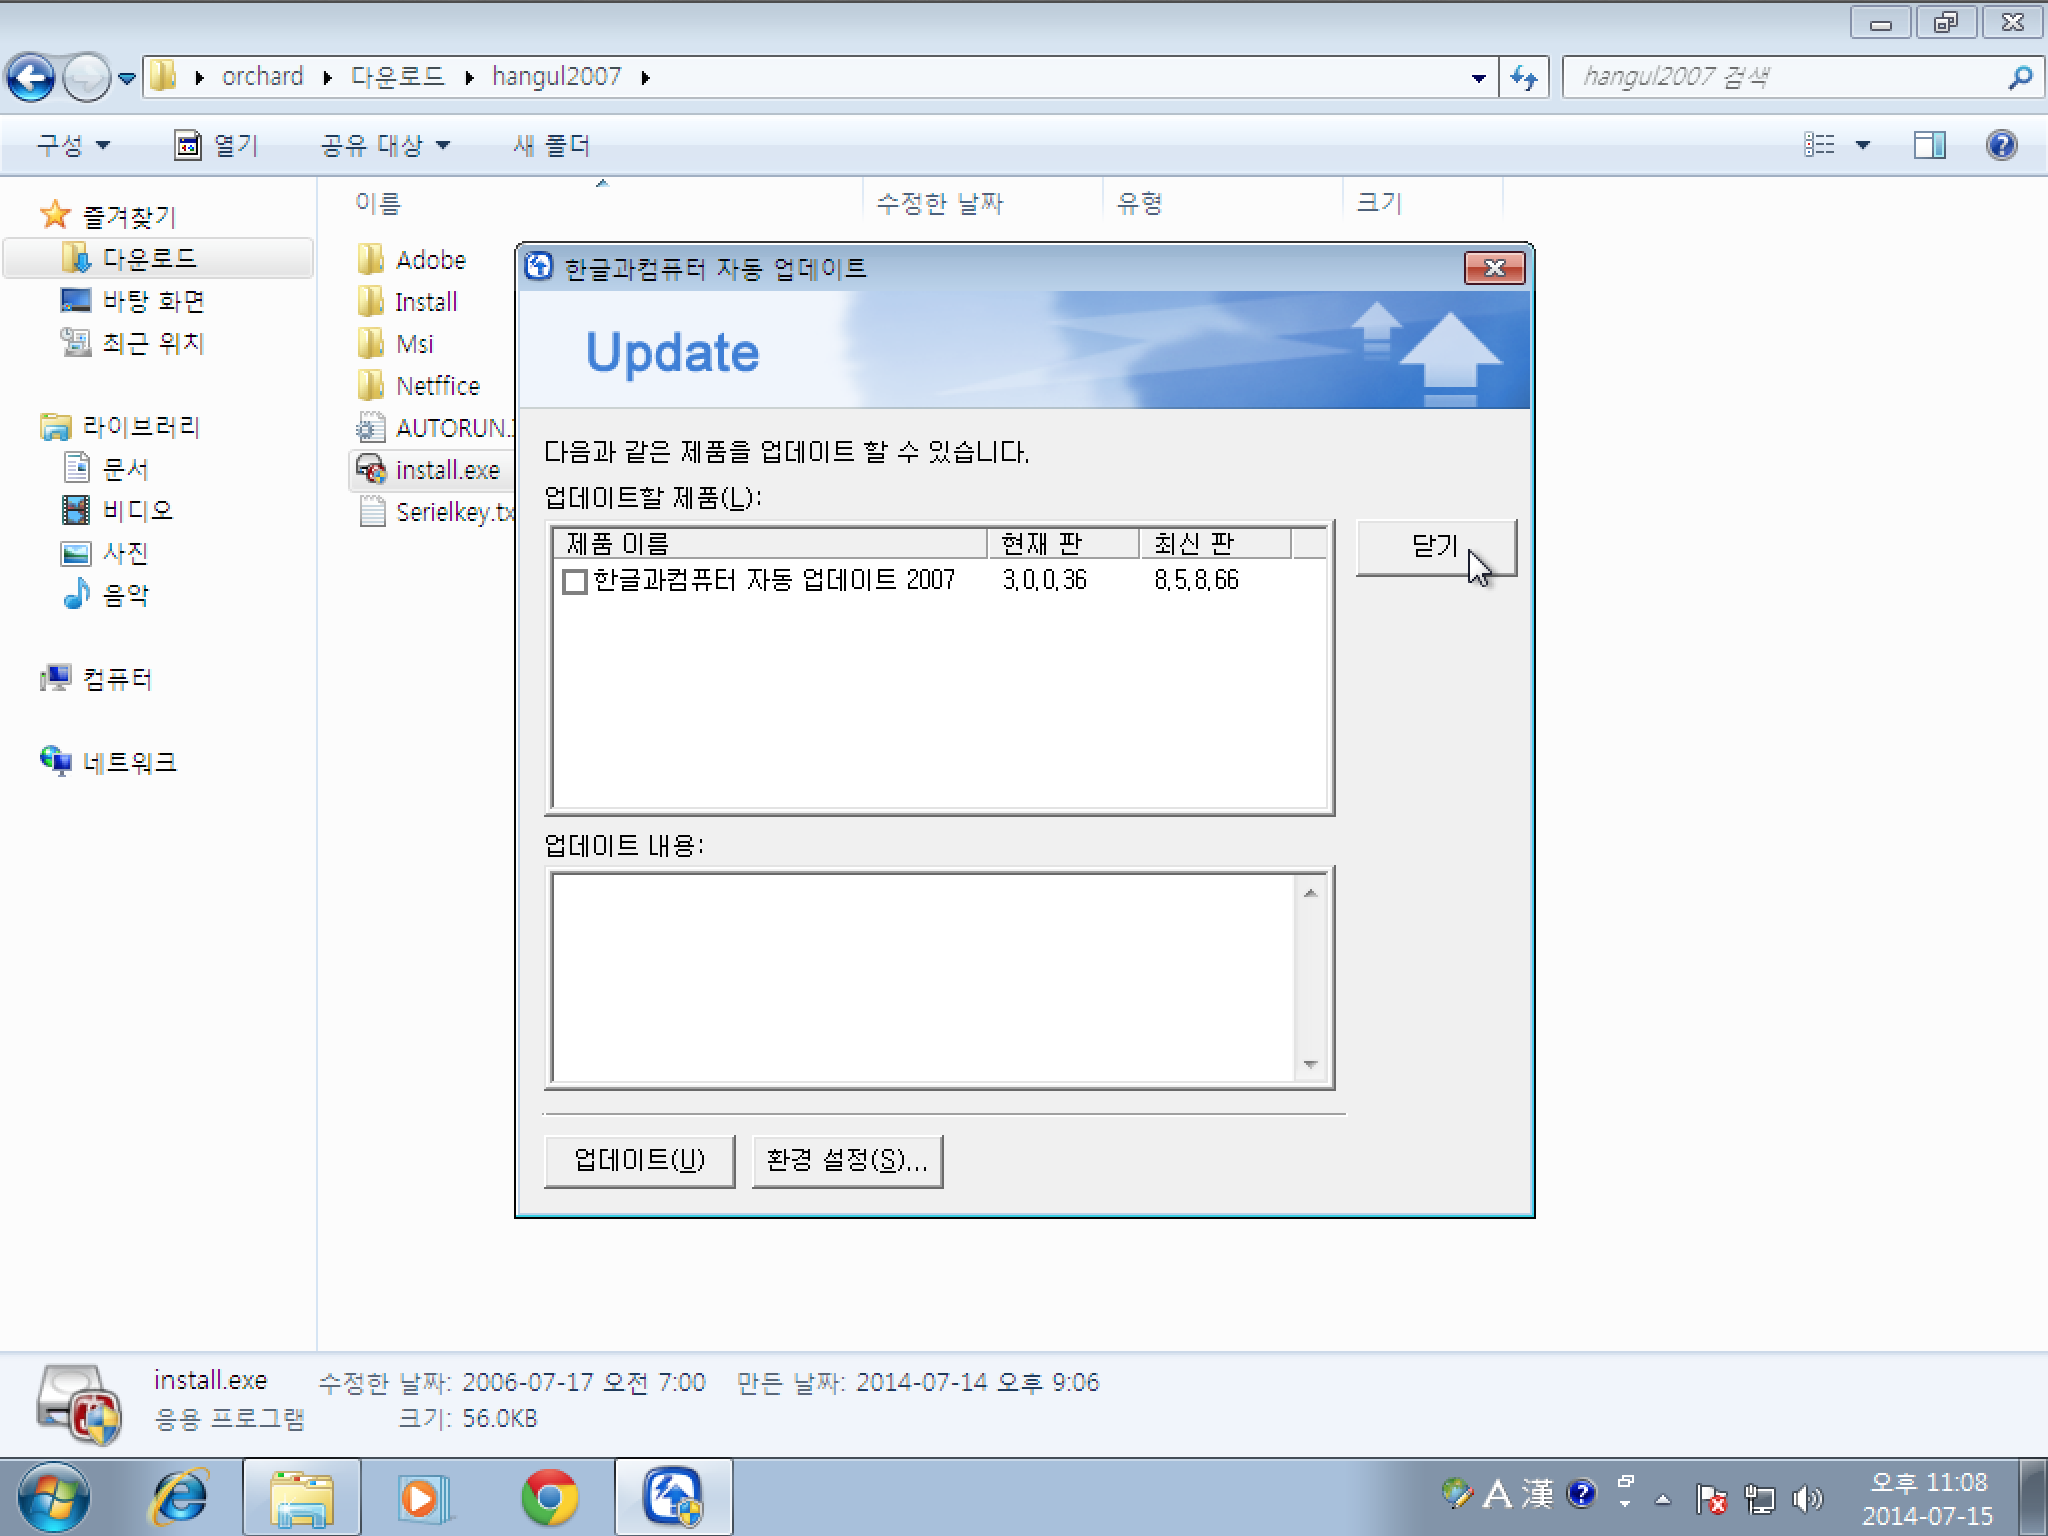 orchard 다운로드 hangul2007
hangul2007 검색
구성 열기 공유 대상 새 폴더
이름 수정한 날짜 유형 크기
즐겨찾기
다운로드
바탕 화면
최근 위치
라이브러리
문서
비디오
사진
음악
컴퓨터
네트워크
Adobe
Install
Msi
Netffice
AUTORUN.
install.exe
Serielkey.tx
한글과컴퓨터 자동 업데이트
Update
다음과 같은 제품을 업데이트 할 수 있습니다.
업데이트할 제품(L):
제품 이름 현재 판 최신 판
한글과컴퓨터 자동 업데이트 2007 3,0,0,36 8,5,8,66
닫기
업데이트 내용:
업데이트(U) 환경 설정(S)...
install.exe 수정한 날짜: 2006-07-17 오전 7:00 만든 날짜: 2014-07-14 오후 9:06
응용 프로그램 크기: 56.0KB
A 漢
오후 11:08
2014-07-15